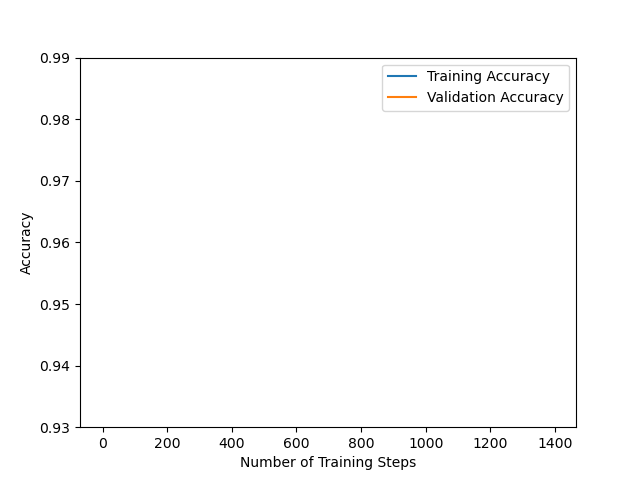 0.99
Training Accuracy
Validation Accuracy
0.98
0.97
0.96
Accuracy
0.95
0.94
0.93
0 200 400 600 800 1000 1200 1400
Number of Training Steps